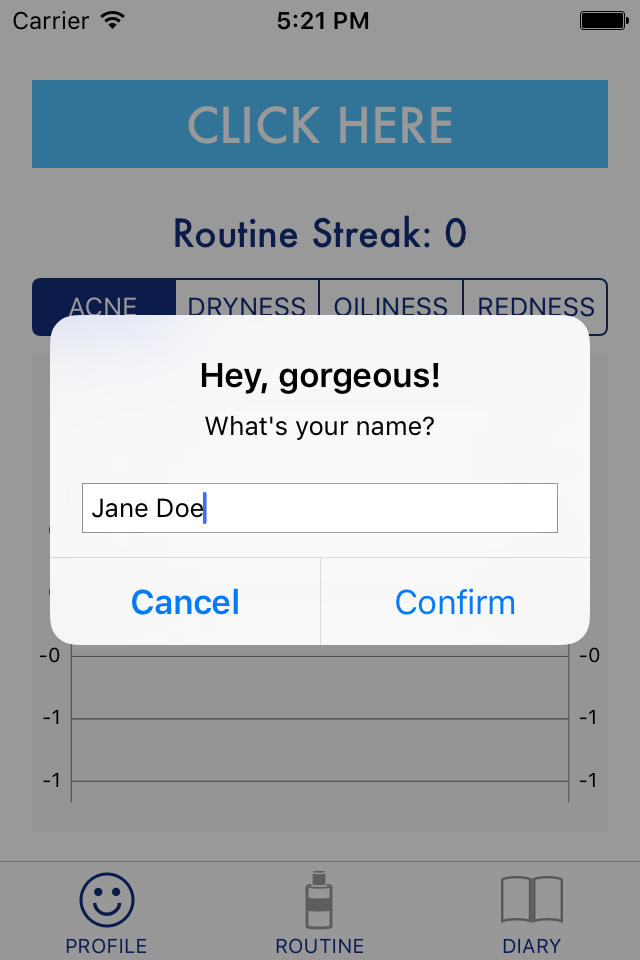 Carrier 5:21 PM
CLICK HERE
Routine Streak: 0
ACNE DRYNESS OILINESS REDNESS
Hey, gorgeous!
What's your name?
Jane Doe
Cancel Confirm
-0 -0
-1 -1
-1 -1
PROFILE ROUTINE DIARY